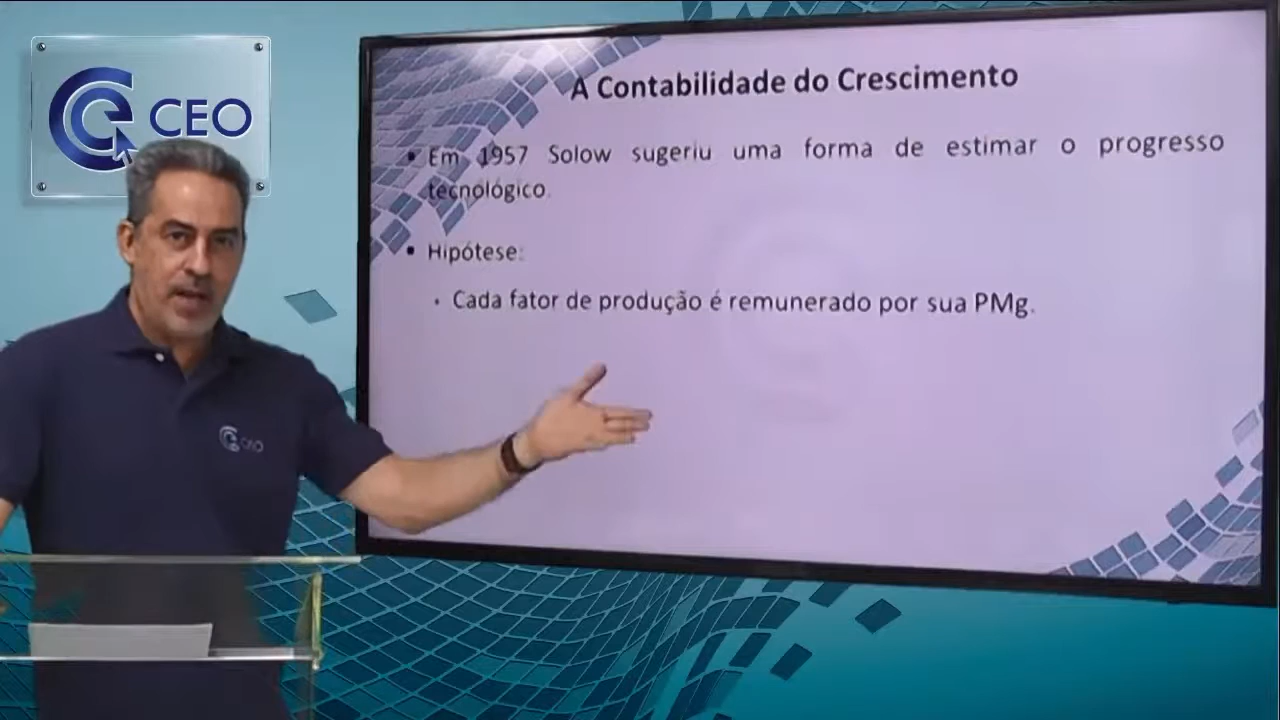 CEO
A Contabilidade do Crescimento
• Em 1957 Solow sugeriu uma forma de estimar o progresso
tecnológico.
• Hipótese:
• Cada fator de produção é remunerado por sua PMg.
CEO